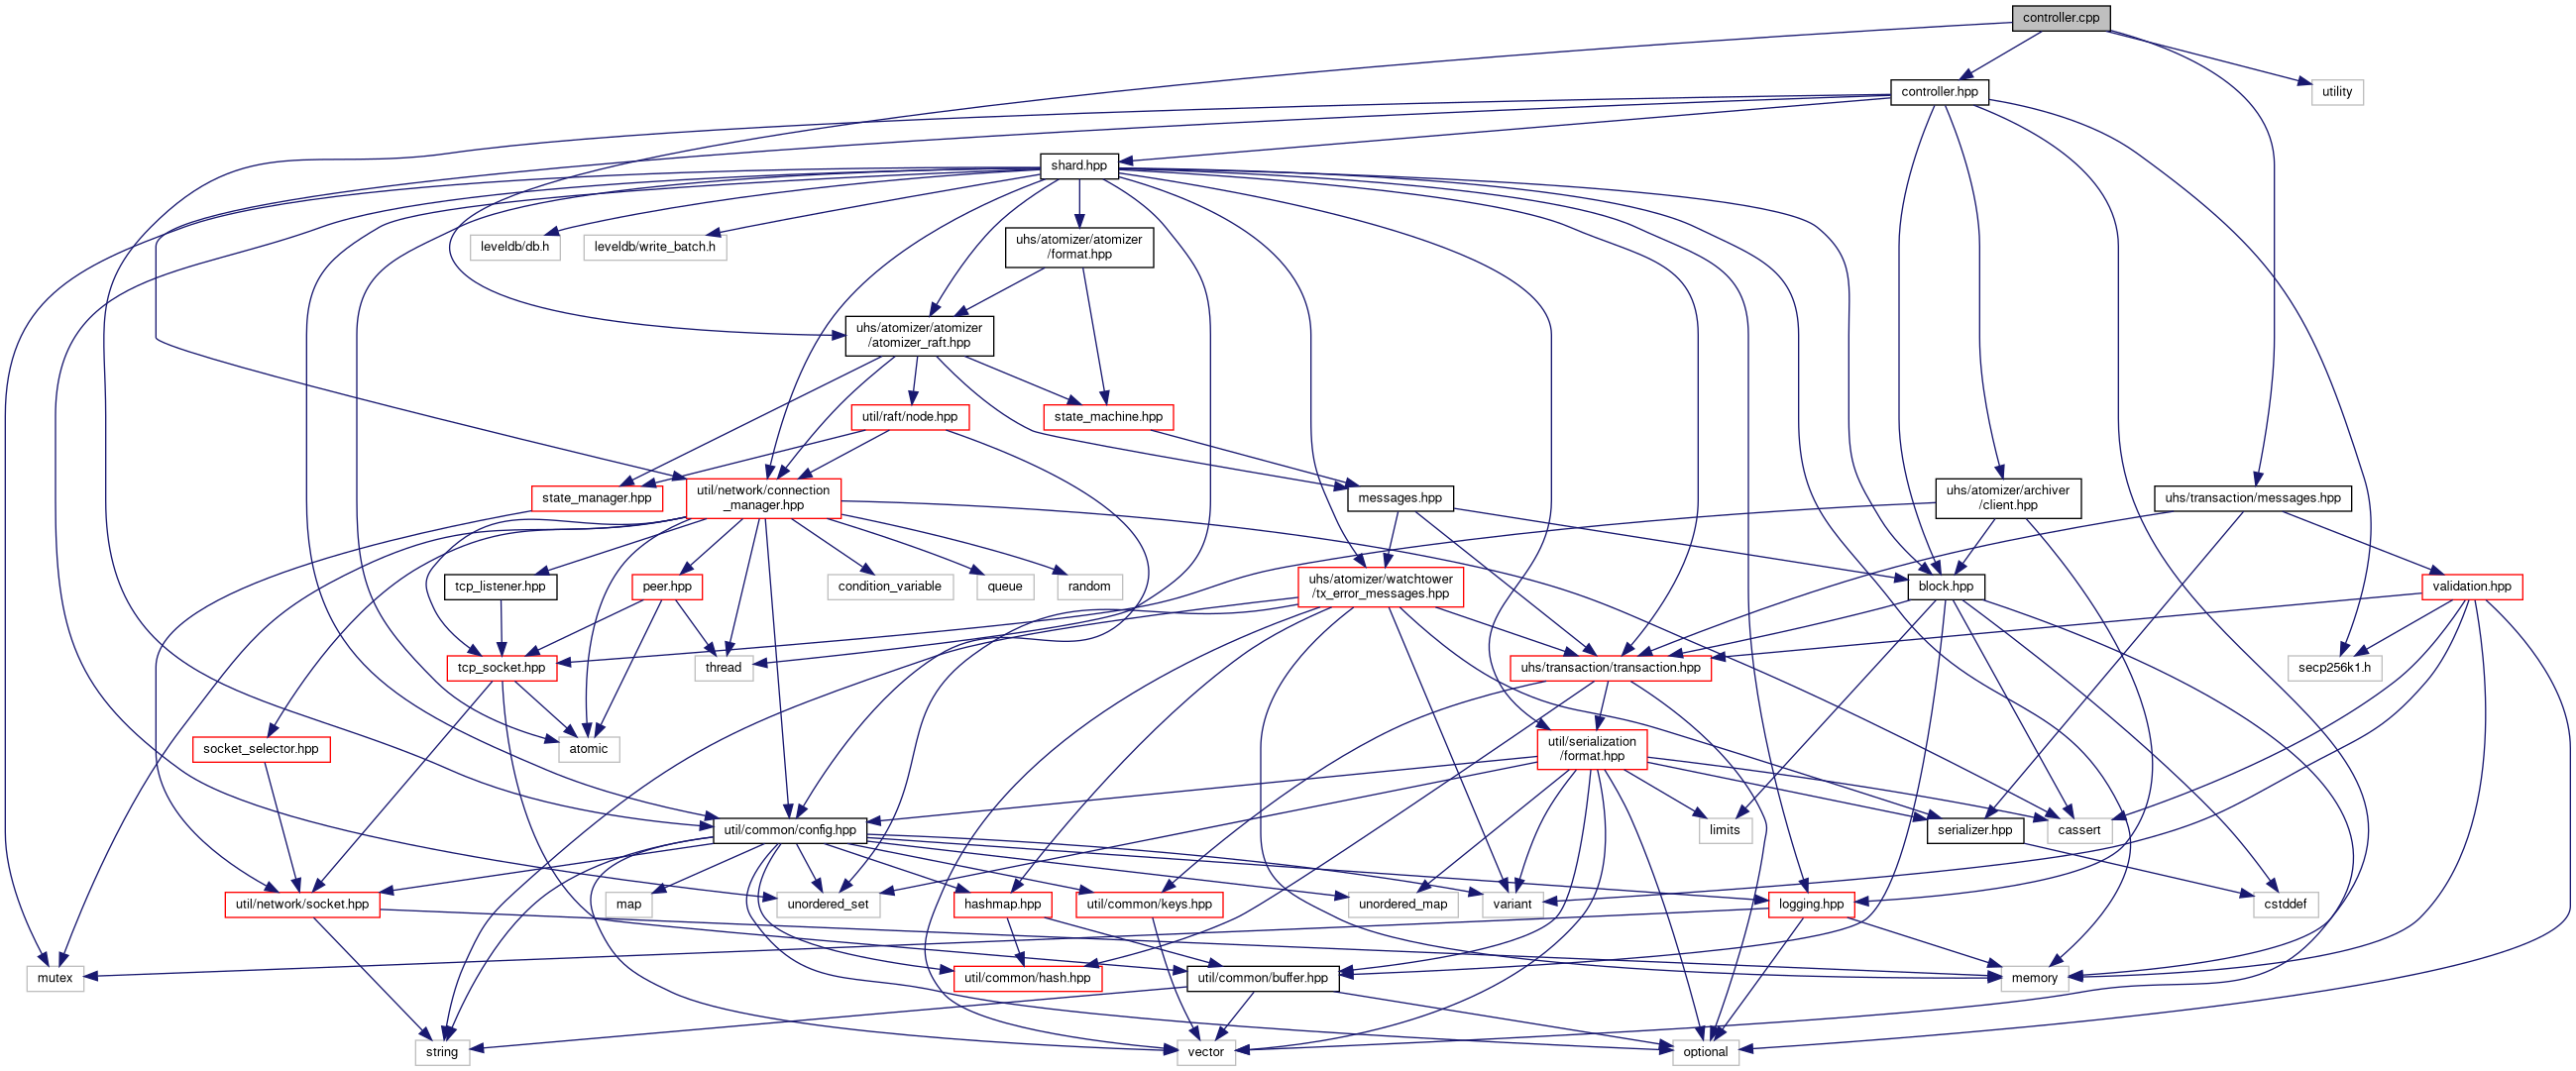 controller.cpp
controller.hpp
utility
shard.hpp
leveldb/db.h
leveldb/write_batch.h
uhs/atomizer/atomizer
/format.hpp
uhs/atomizer/atomizer
/atomizer_raft.hpp
util/raft/node.hpp
state_machine.hpp
state_manager.hpp
util/network/connection
_manager.hpp
messages.hpp
uhs/atomizer/archiver
/client.hpp
uhs/transaction/messages.hpp
tcp_listener.hpp
peer.hpp
condition_variable
queue
random
uhs/atomizer/watchtower
/tx_error_messages.hpp
block.hpp
validation.hpp
tcp_socket.hpp
thread
uhs/transaction/transaction.hpp
secp256k1.h
socket_selector.hpp
atomic
util/serialization
/format.hpp
util/common/config.hpp
limits
serializer.hpp
cassert
util/network/socket.hpp
map
unordered_set
hashmap.hpp
util/common/keys.hpp
unordered_map
variant
logging.hpp
cstddef
mutex
util/common/hash.hpp
util/common/buffer.hpp
memory
string
vector
optional